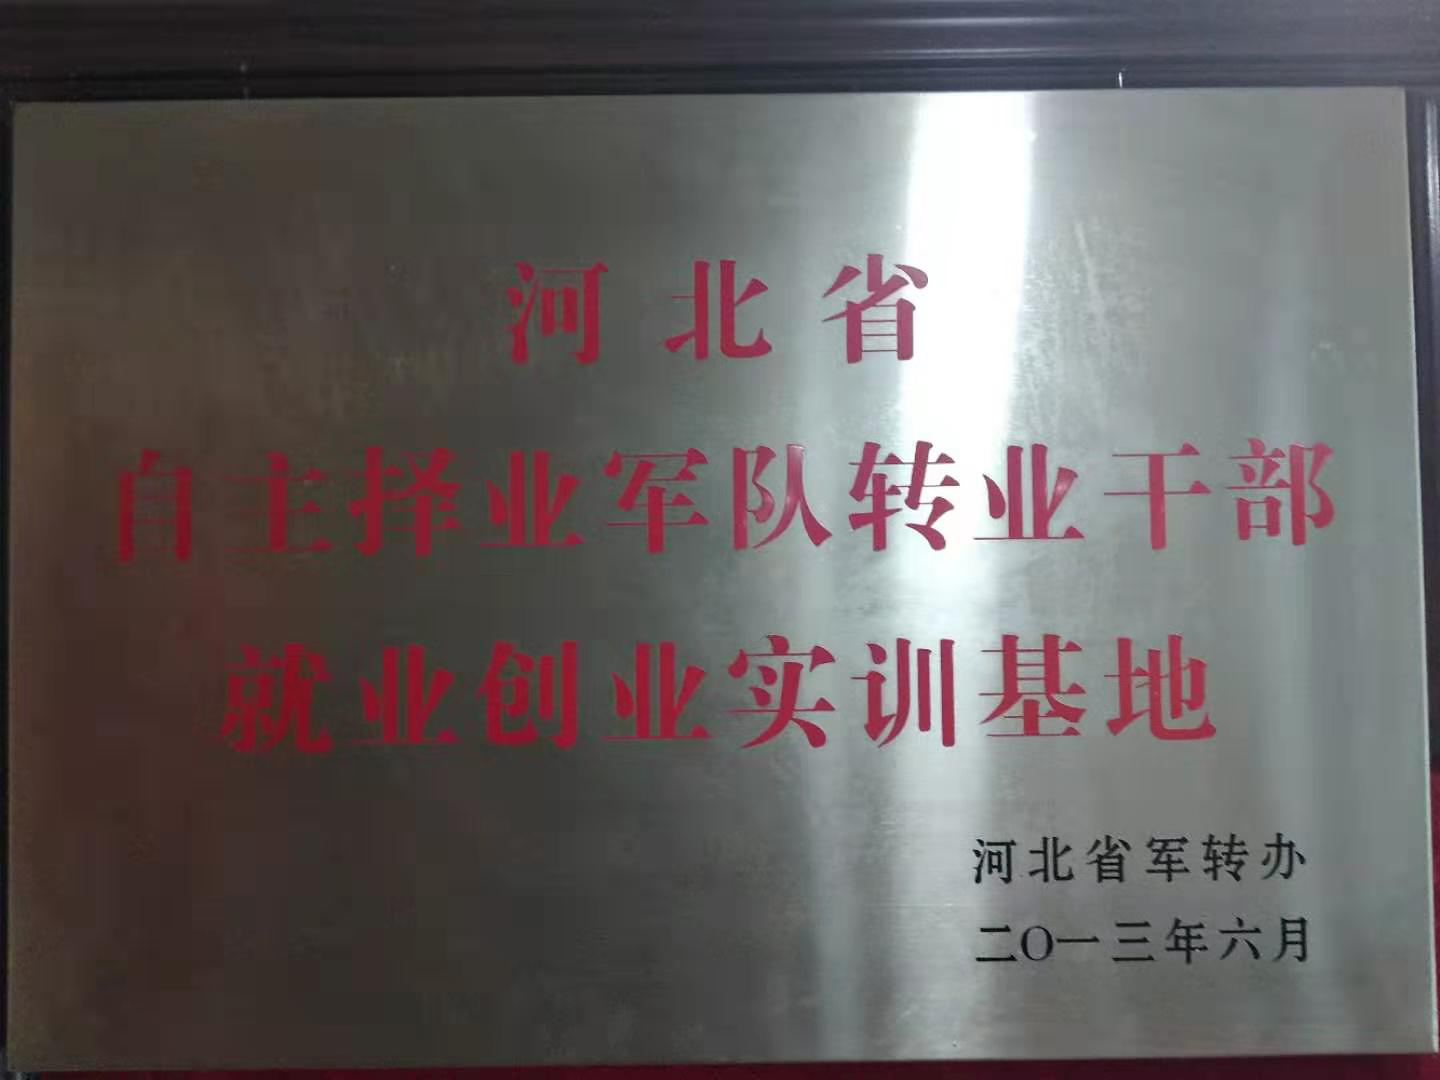 河北省
自主择业军队转业干部
就业创业实训基地
河北省军转办
二〇一三年六月